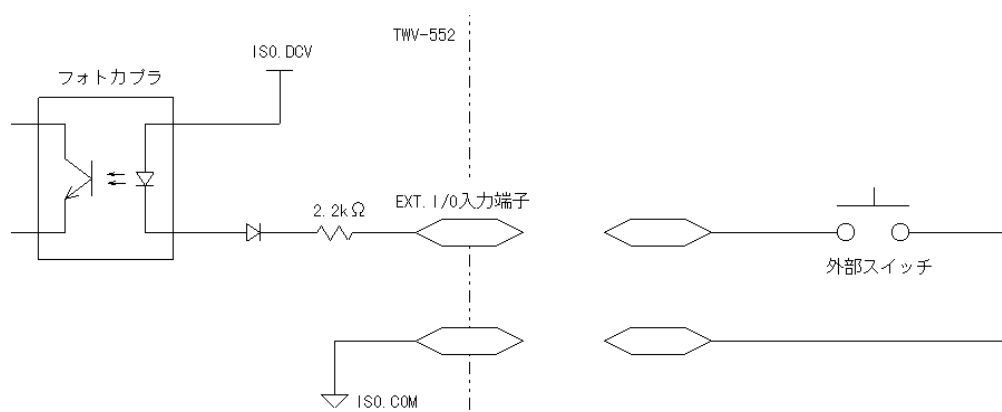 TWV-552
ISO.DCV
フォトカプラ
EXT.I/O入力端子
2.2kΩ
外部スイッチ
ISO.COM